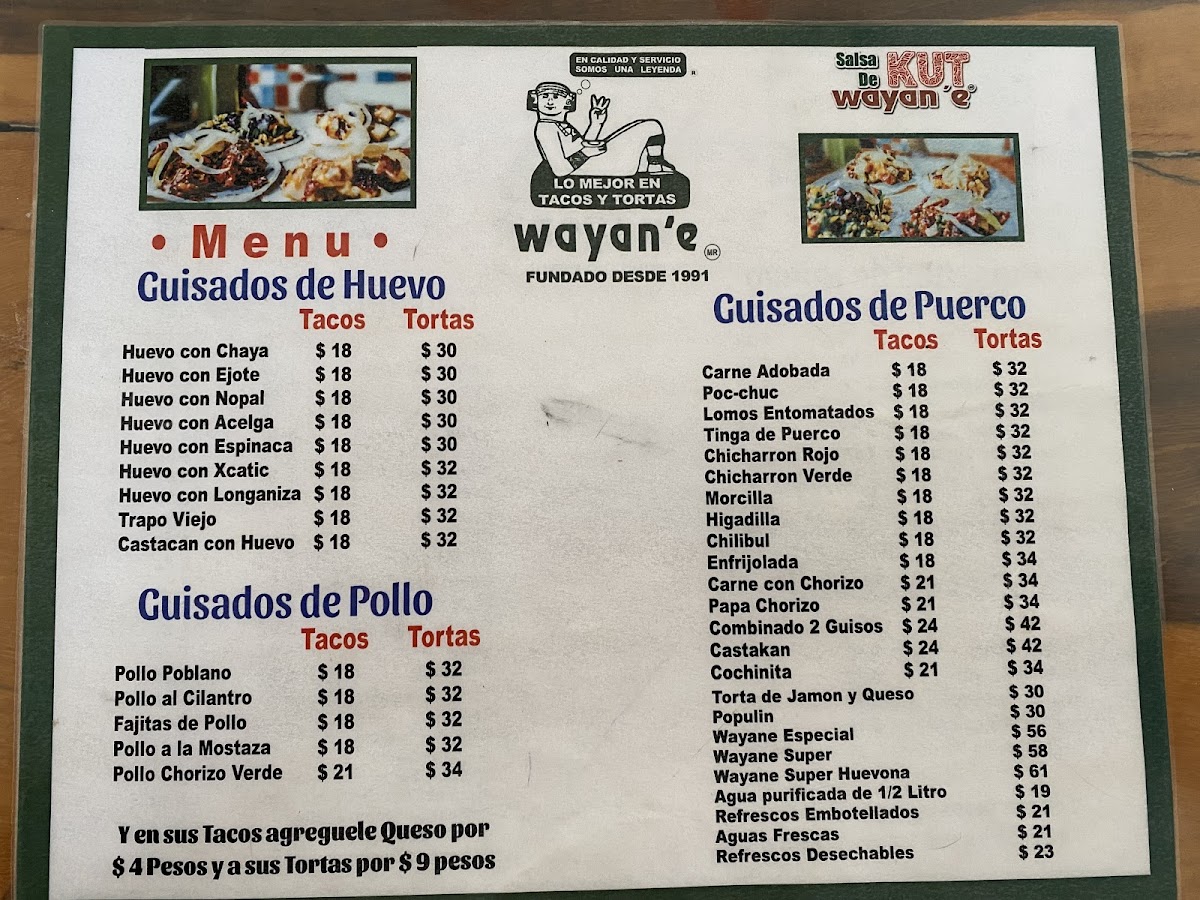 EN CALIDAD Y SERVICIO
SOMOS UNA LEYENDA R
LO MEJOR EN
TACOS Y TORTAS
wayan'e MR
FUNDADO DESDE 1991
Salsa
De KUT
wayan'e ®
• Menu •
Guisados de Huevo
Tacos Tortas
Huevo con Chaya $ 18 $ 30
Huevo con Ejote $ 18 $ 30
Huevo con Nopal $ 18 $ 30
Huevo con Acelga $ 18 $ 30
Huevo con Espinaca $ 18 $ 30
Huevo con Xcatic $ 18 $ 32
Huevo con Longaniza $ 18 $ 32
Trapo Viejo $ 18 $ 32
Castacan con Huevo $ 18 $ 32
Guisados de Pollo
Tacos Tortas
Pollo Poblano $ 18 $ 32
Pollo al Cilantro $ 18 $ 32
Fajitas de Pollo $ 18 $ 32
Pollo a la Mostaza $ 18 $ 32
Pollo Chorizo Verde $ 21 $ 34
Y en sus Tacos agreguele Queso por
$ 4 Pesos y a sus Tortas por $ 9 pesos
Guisados de Puerco
Tacos Tortas
Carne Adobada $ 18 $ 32
Poc-chuc $ 18 $ 32
Lomos Entomatados $ 18 $ 32
Tinga de Puerco $ 18 $ 32
Chicharron Rojo $ 18 $ 32
Chicharron Verde $ 18 $ 32
Morcilla $ 18 $ 32
Higadilla $ 18 $ 32
Chilibul $ 18 $ 32
Enfrijolada $ 18 $ 34
Carne con Chorizo $ 21 $ 34
Papa Chorizo $ 21 $ 34
Combinado 2 Guisos $ 24 $ 42
Castakan $ 24 $ 42
Cochinita $ 21 $ 34
Torta de Jamon y Queso $ 30
Populin $ 30
Wayane Especial $ 56
Wayane Super $ 58
Wayane Super Huevona $ 61
Agua purificada de 1/2 Litro $ 19
Refrescos Embotellados $ 21
Aguas Frescas $ 21
Refrescos Desechables $ 23